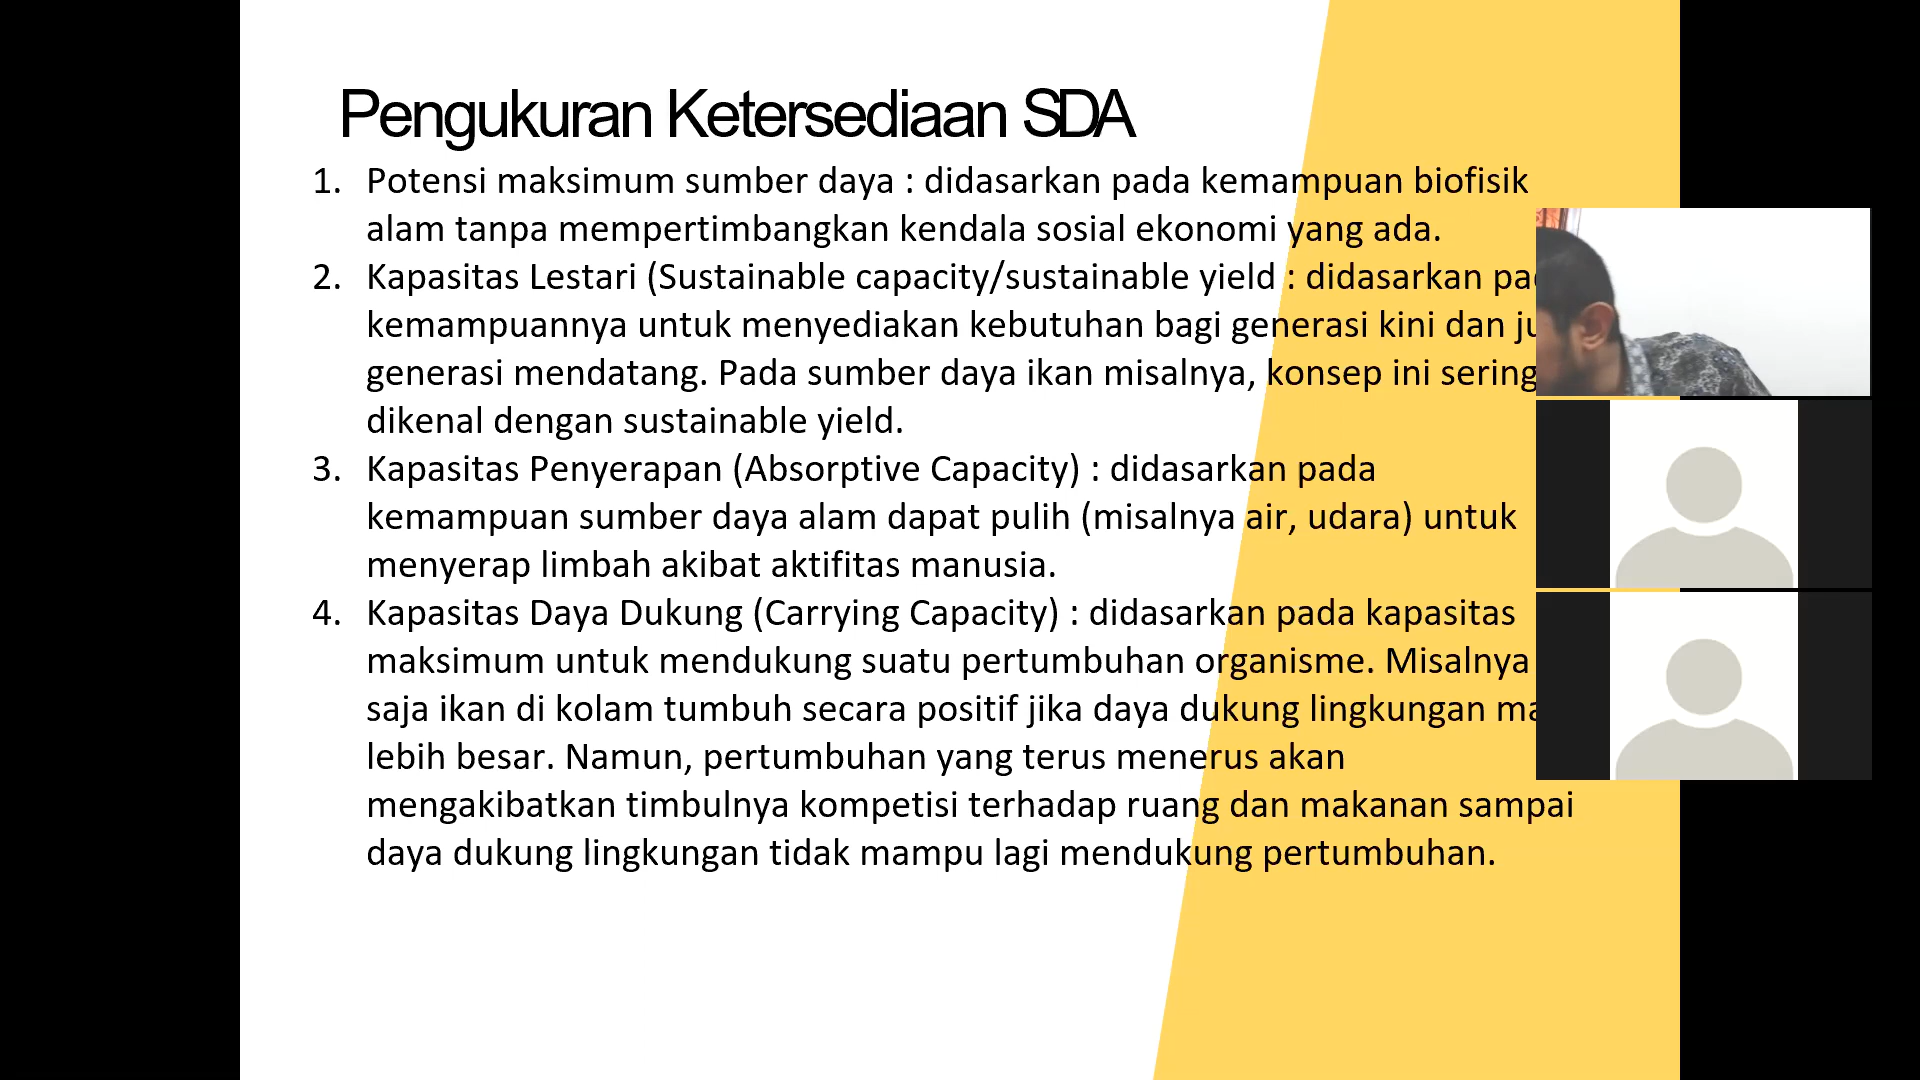 Pengukuran Ketersediaan SDA
1. Potensi maksimum sumber daya : didasarkan pada kemampuan biofisik
alam tanpa mempertimbangkan kendala sosial ekonomi yang ada.
2. Kapasitas Lestari (Sustainable capacity/sustainable yield : didasarkan
kemampuannya untuk menyediakan kebutuhan bagi generasi kini dan
generasi mendatang. Pada sumber daya ikan misalnya, konsep ini sering
dikenal dengan sustainable yield.
3. Kapasitas Penyerapan (Absorptive Capacity) : didasarkan pada
kemampuan sumber daya alam dapat pulih (misalnya air, udara) untuk
menyerap limbah akibat aktifitas manusia.
4. Kapasitas Daya Dukung (Carrying Capacity) : didasarkan pada kapasitas
maksimum untuk mendukung suatu pertumbuhan organisme. Misalnya
saja ikan di kolam tumbuh secara positif jika daya dukung lingkungan
lebih besar. Namun, pertumbuhan yang terus menerus akan
mengakibatkan timbulnya kompetisi terhadap ruang dan makanan sampai
daya dukung lingkungan tidak mampu lagi mendukung pertumbuhan.